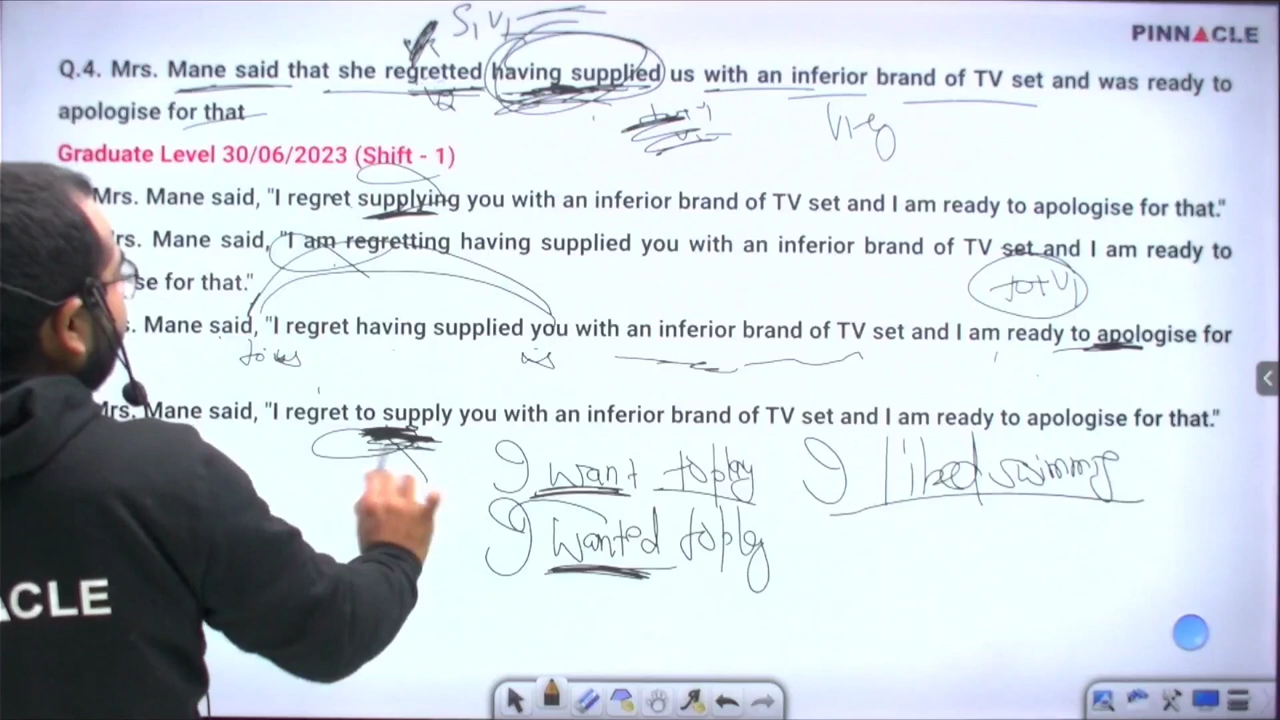 S₁ V₁
PINNACLE
Q.4. Mrs. Mane said that she regretted having supplied us with an inferior brand of TV set and was ready to
apologise for that
Graduate Level 30/06/2023 (Shift - 1)
Mrs. Mane said, "I regret supplying you with an inferior brand of TV set and I am ready to apologise for that."
rs. Mane said, "I am regretting having supplied you with an inferior brand of TV set and I am ready to
se for that."
to+V₁
s. Mane said, "I regret having supplied you with an inferior brand of TV set and I am ready to apologise for
Mrs. Mane said, "I regret to supply you with an inferior brand of TV set and I am ready to apologise for that."
I want to play
I liked swimming
I wanted to play
ACLE